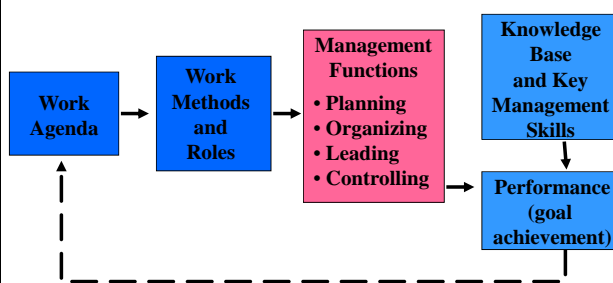 Work
Agenda
Work
Methods
and
Roles
Management
Functions
• Planning
• Organizing
• Leading
• Controlling
Knowledge
Base
and Key
Management
Skills
Performance
(goal
achievement)